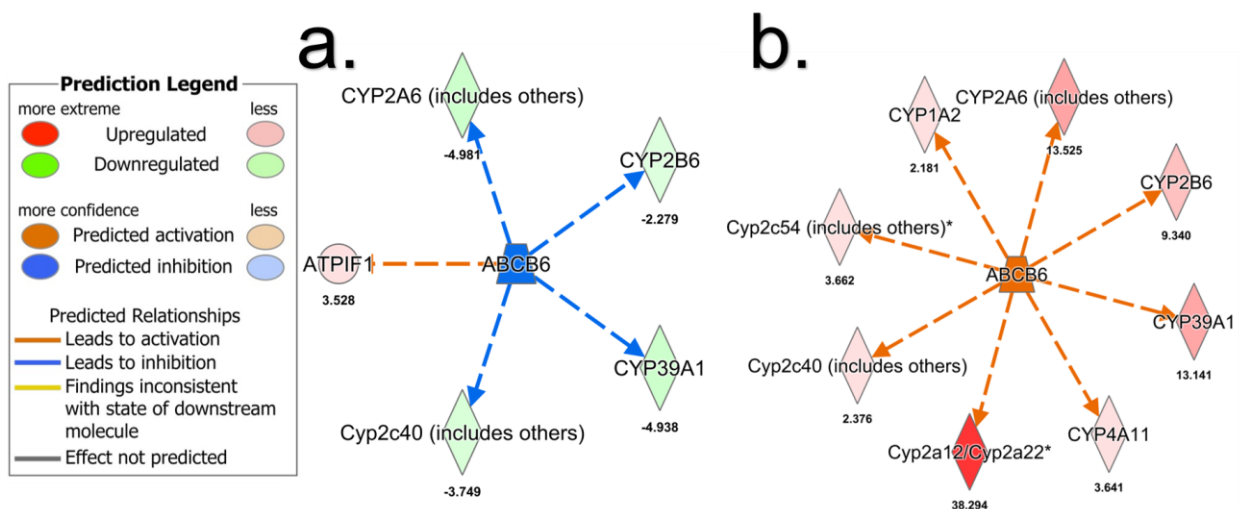 a.
b.
Prediction Legend
more extreme less
Upregulated
Downregulated
more confidence less
Predicted activation
Predicted inhibition
Predicted Relationships
Leads to activation
Leads to inhibition
Findings inconsistent
with state of downstream
molecule
Effect not predicted
CYP2A6 (includes others)
-4.981
CYP2B6
-2.279
ATPIF1
3.528
ABCB6
CYP39A1
-4.938
Cyp2c40 (includes others)
-3.749
CYP2A6 (includes others)
13.525
CYP1A2
2.181
CYP2B6
9.340
Cyp2c54 (includes others)*
3.662
ABCB6
CYP39A1
13.141
Cyp2c40 (includes others)
2.376
CYP4A11
3.641
Cyp2a12/Cyp2a22*
38.294